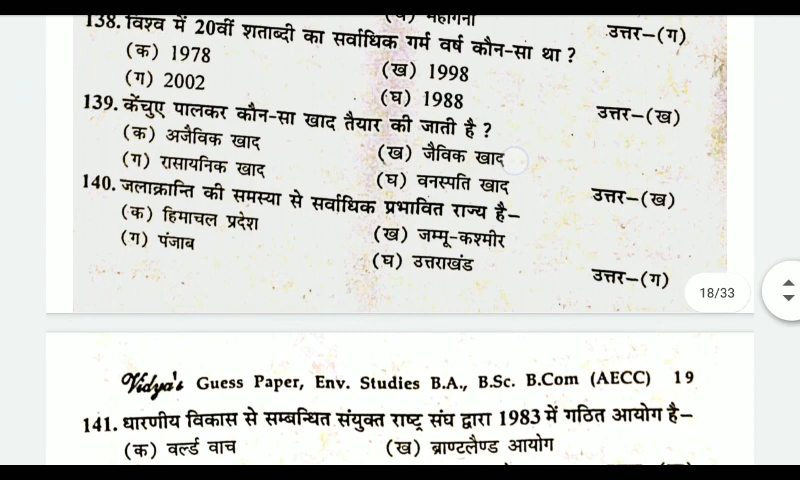 (घ) महागनी
उत्तर–(ग)
138. विश्व में 20वीं शताब्दी का सर्वाधिक गर्म वर्ष कौन-सा था ?
(क) 1978
(ख) 1998
(ग) 2002
(घ) 1988
उत्तर–(ख)
139. केंचुए पालकर कौन-सा खाद तैयार की जाती है ?
(क) अजैविक खाद
(ख) जैविक खाद
(ग) रासायनिक खाद
(घ) वनस्पति खाद
उत्तर–(ख)
140. जलाक्रान्ति की समस्या से सर्वाधिक प्रभावित राज्य है–
(क) हिमाचल प्रदेश
(ख) जम्मू-कश्मीर
(ग) पंजाब
(घ) उत्तराखंड
उत्तर–(ग)
18/33
Vidya's Guess Paper, Env. Studies B.A., B.Sc. B.Com (AECC) 19
141. धारणीय विकास से सम्बन्धित संयुक्त राष्ट्र संघ द्वारा 1983 में गठित आयोग है–
(क) वर्ल्ड वाच
(ख) ब्राण्टलैण्ड आयोग